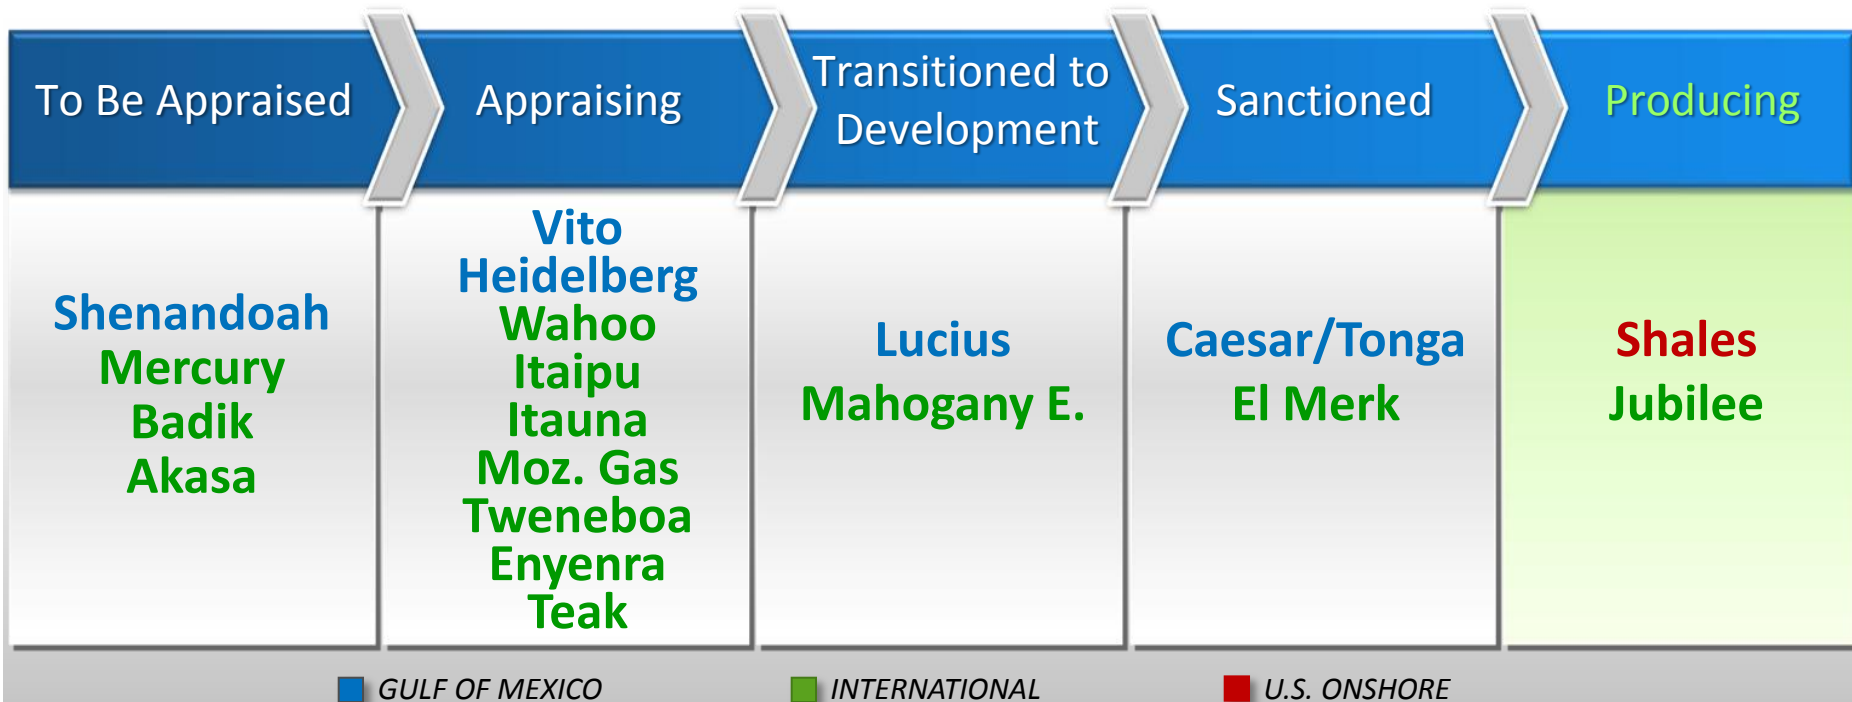 To Be Appraised
Appraising
Transitioned to
Development
Sanctioned
Producing
Shenandoah
Mercury
Badik
Akasa
Vito
Heidelberg
Wahoo
Itaipu
Itauna
Moz. Gas
Tweneboa
Enyenra
Teak
Lucius
Mahogany E.
Caesar/Tonga
El Merk
Shales
Jubilee
GULF OF MEXICO
INTERNATIONAL
U.S. ONSHORE